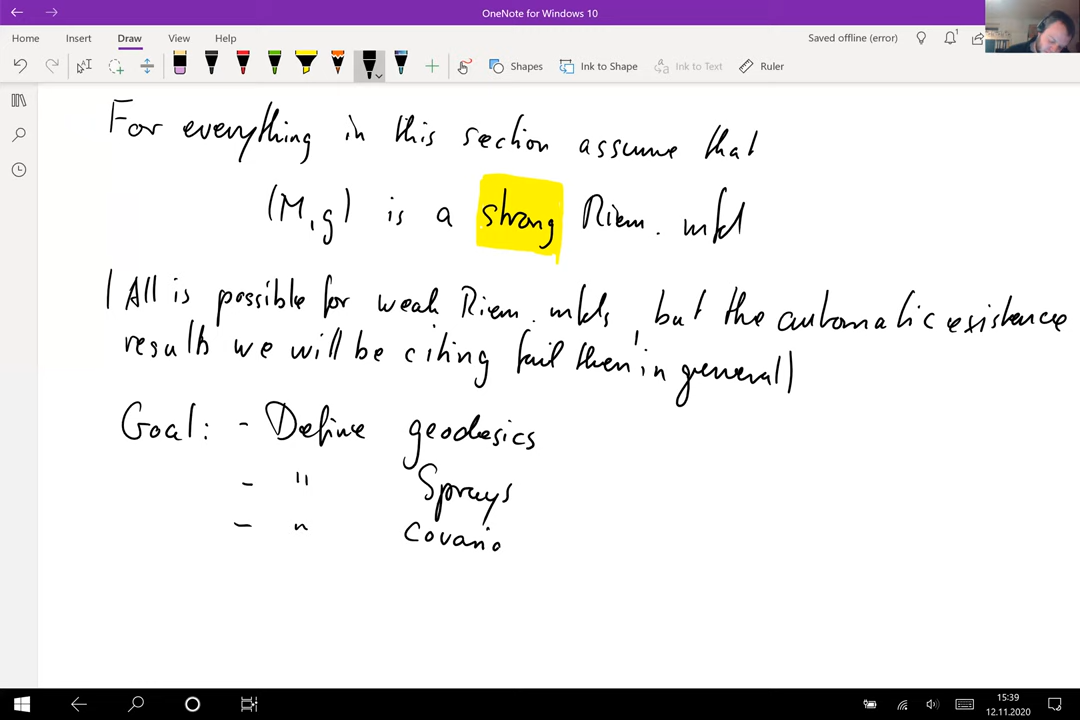 OneNote for Windows 10
Home Insert Draw View Help Saved offline (error)
Shapes Ink to Shape Ink to Text Ruler
For everything in this section assume that
(M,g) is a strong Riem. mfd
(All is possible for weak Riem. mfds, but the automatic existence
results we will be citing fail then in general)
Goal: - Define geodesics
- " Sprays
- " Covaria
15:39
12.11.2020